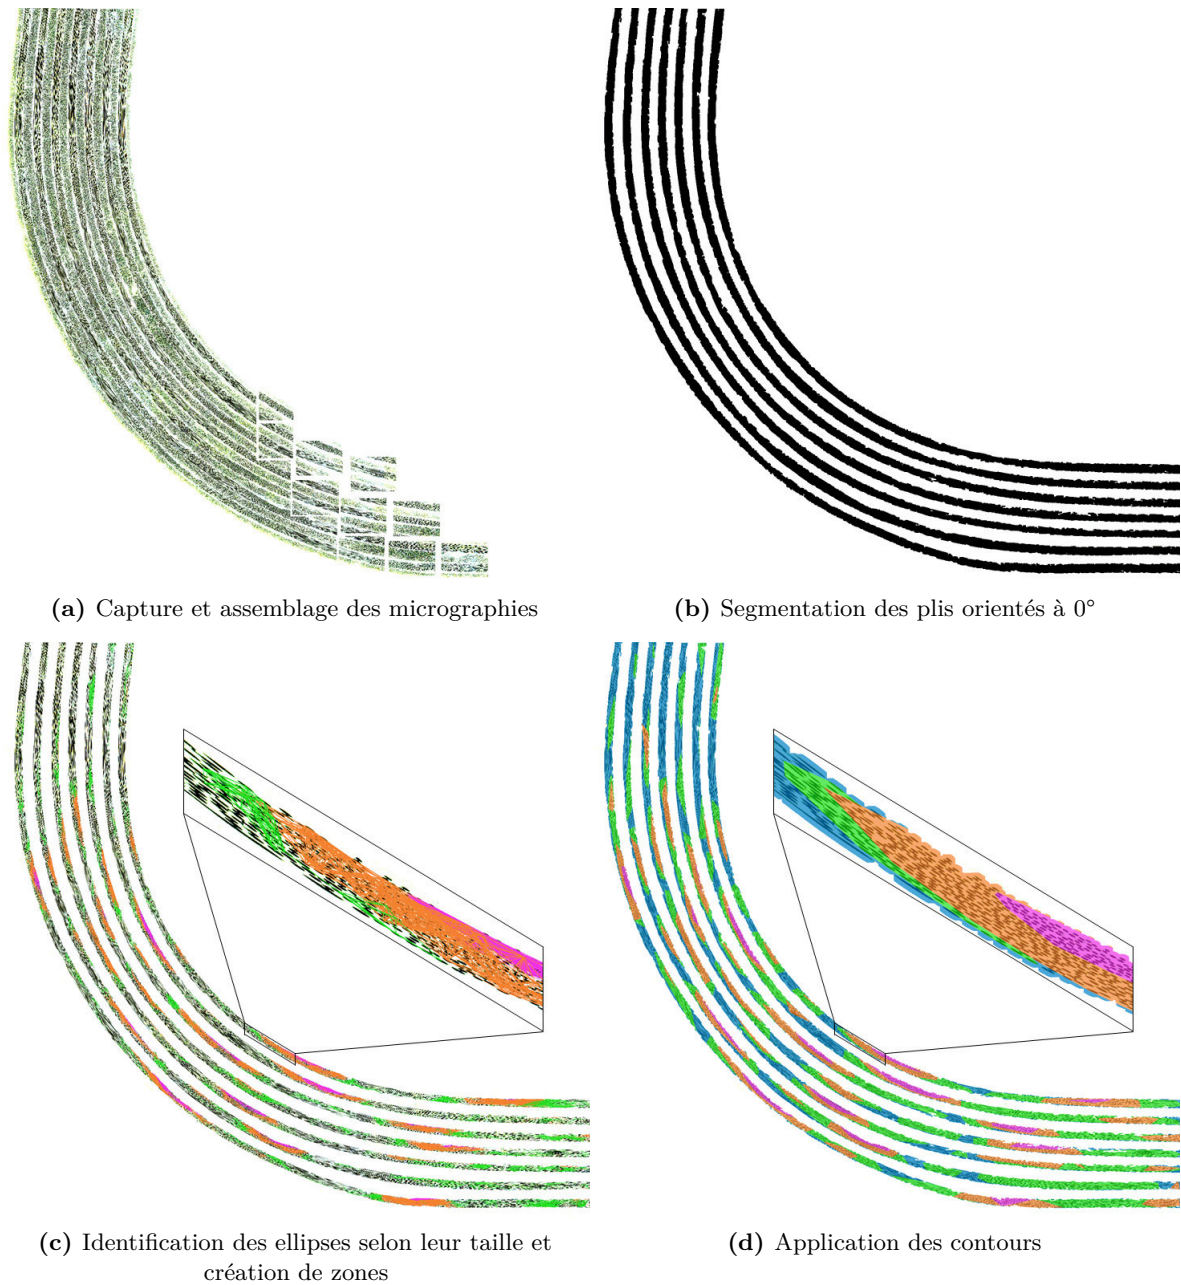 (a) Capture et assemblage des micrographies
(b) Segmentation des plis orientés à 0°
(c) Identification des ellipses selon leur taille et
création de zones
(d) Application des contours